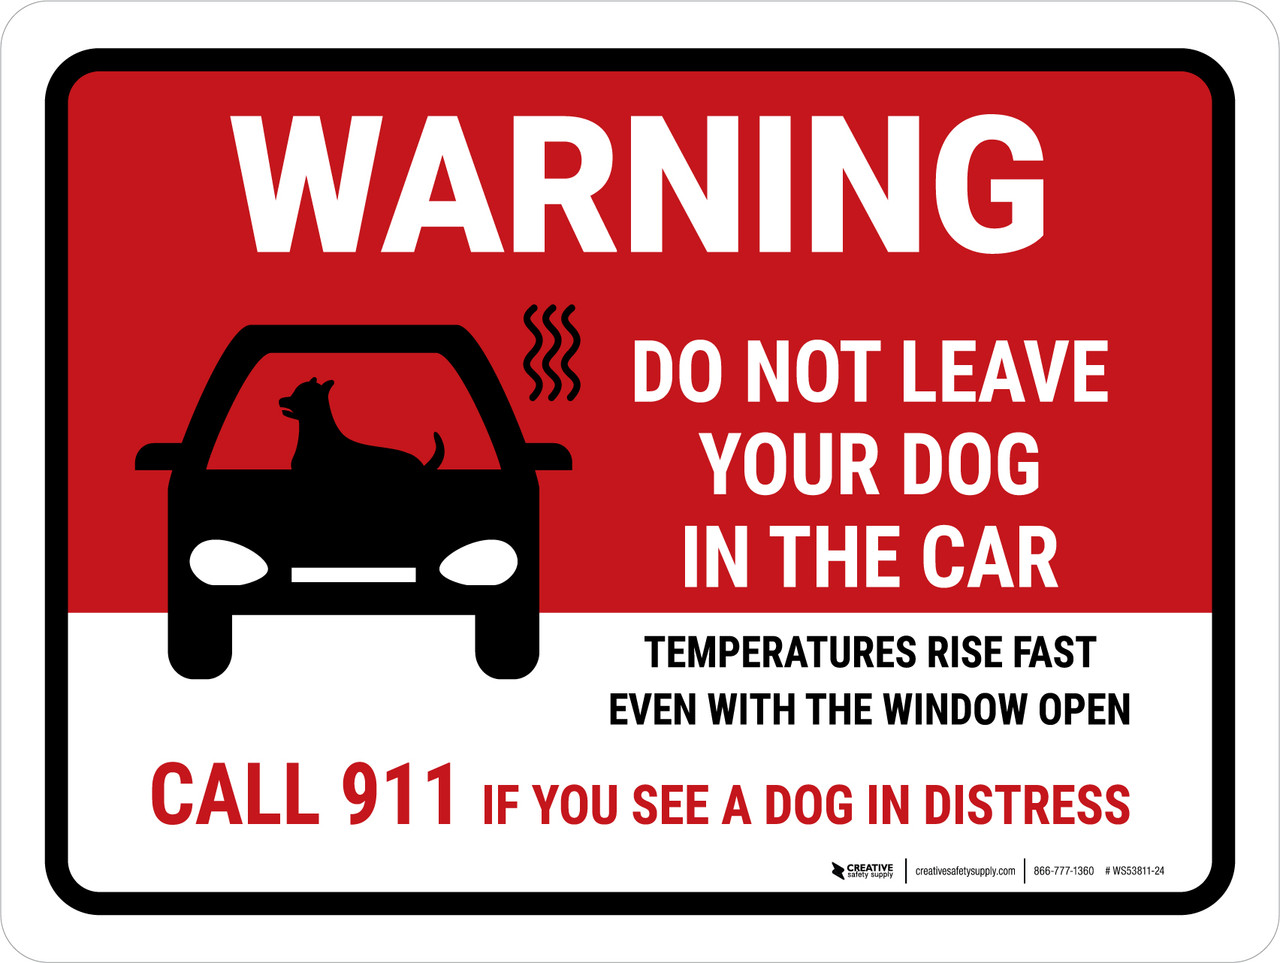 WARNING
DO NOT LEAVE
YOUR DOG
IN THE CAR
TEMPERATURES RISE FAST
EVEN WITH THE WINDOW OPEN
CALL 911 IF YOU SEE A DOG IN DISTRESS
CREATIVE
safety supply
creativesafetysupply.com
866-777-1360
# WS53811-24